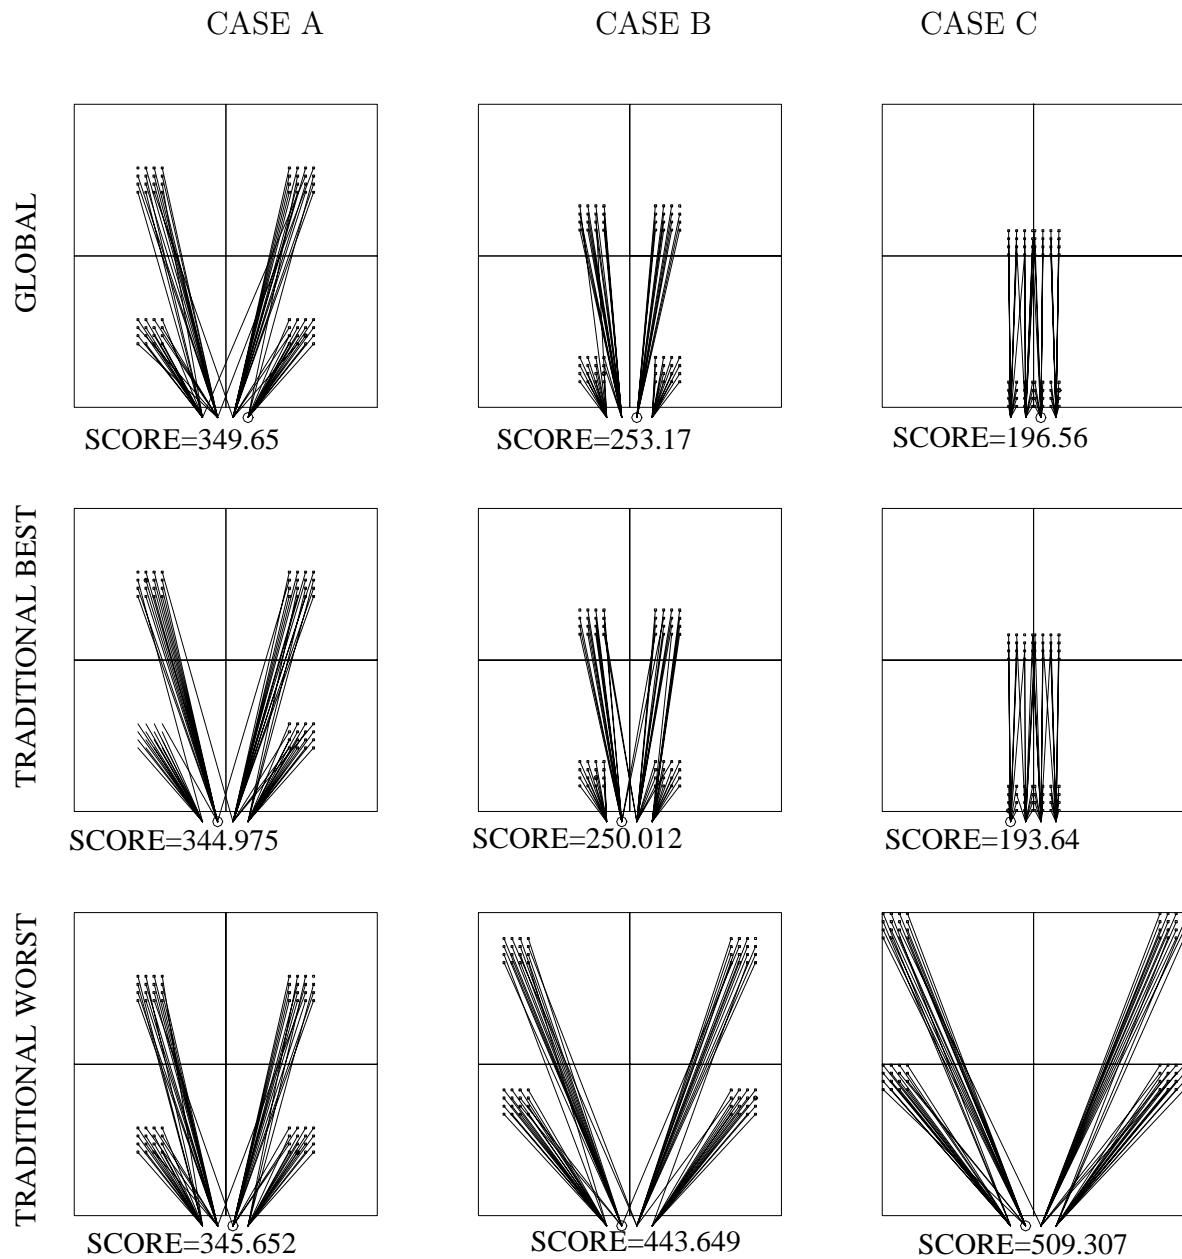 CASE A
CASE B
CASE C
GLOBAL
SCORE=349.65
SCORE=253.17
SCORE=196.56
TRADITIONAL BEST
SCORE=344.975
SCORE=250.012
SCORE=193.64
TRADITIONAL WORST
SCORE=345.652
SCORE=443.649
SCORE=509.307